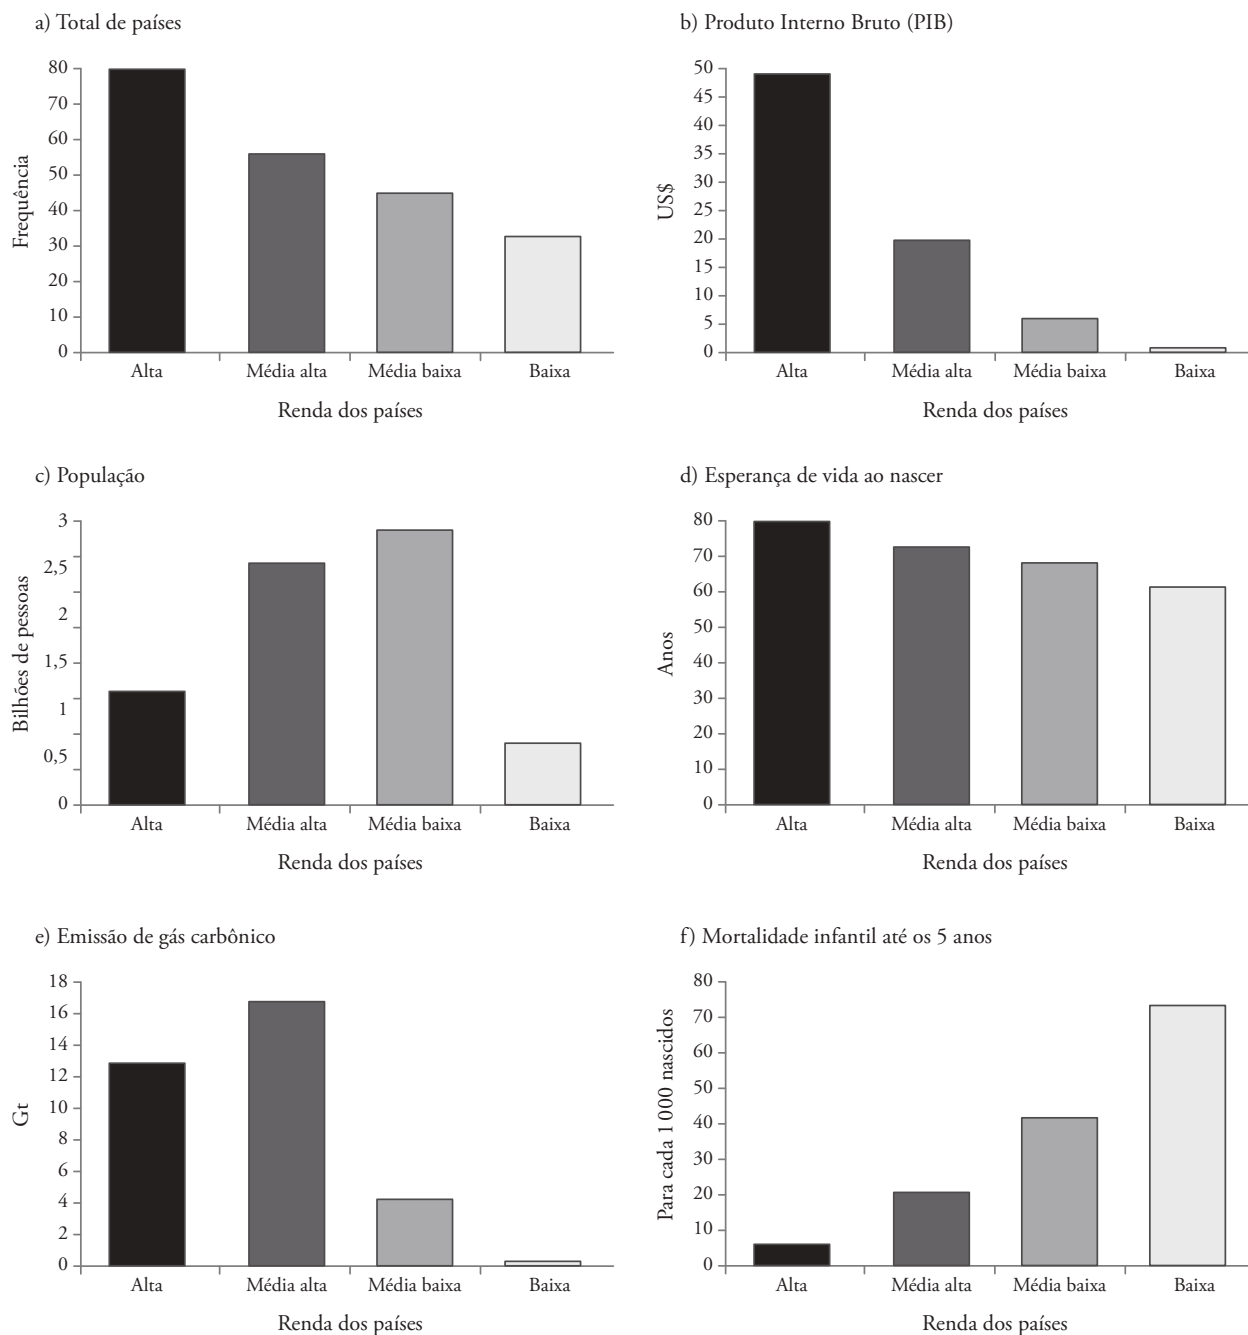 a) Total de países
80
70
60
50
40
30
20
10
0
Frequência
Alta
Média alta
Média baixa
Baixa
Renda dos países
b) Produto Interno Bruto (PIB)
50
45
40
35
30
25
20
15
10
5
0
US$
Alta
Média alta
Média baixa
Baixa
Renda dos países
c) População
3
2,5
2
1,5
1
0,5
0
Bilhões de pessoas
Alta
Média alta
Média baixa
Baixa
Renda dos países
d) Esperança de vida ao nascer
80
70
60
50
40
30
20
10
0
Anos
Alta
Média alta
Média baixa
Baixa
Renda dos países
e) Emissão de gás carbônico
18
16
14
12
10
8
6
4
2
0
Gt
Alta
Média alta
Média baixa
Baixa
Renda dos países
f) Mortalidade infantil até os 5 anos
80
70
60
50
40
30
20
10
0
Para cada 1 000 nascidos
Alta
Média alta
Média baixa
Baixa
Renda dos países